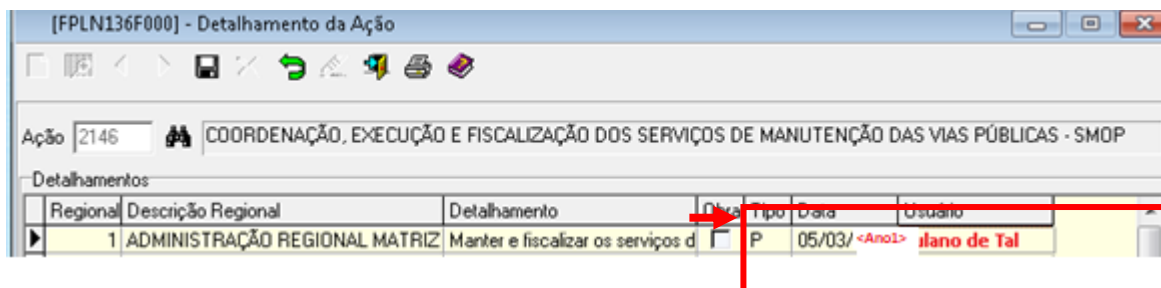 [FPLN136F000] - Detalhamento da Ação
Ação 2146 COORDENAÇÃO, EXECUÇÃO E FISCALIZAÇÃO DOS SERVIÇOS DE MANUTENÇÃO DAS VIAS PÚBLICAS - SMOP
Detalhamentos
Regional Descrição Regional Detalhamento Obra Tipo Data Usuário
1 ADMINISTRAÇÃO REGIONAL MATRIZ Manter e fiscalizar os serviços d P 05/03/ <Ano1> ulano de Tal